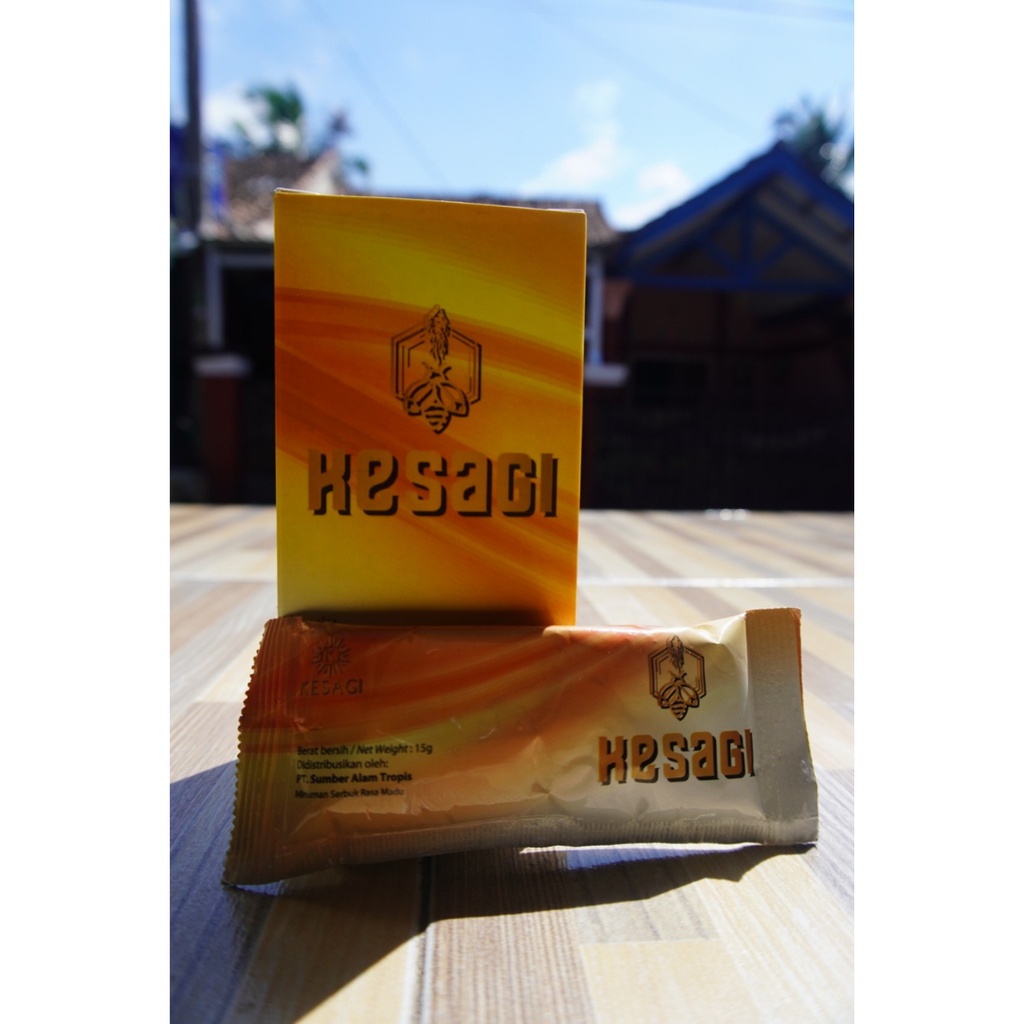 Kesagi
KESAGI
Berat bersih / Net Weight : 15g
Didistribusikan oleh:
PT. Sumber Alam Tropis
Minuman Serbuk Rasa Madu
Kesagi